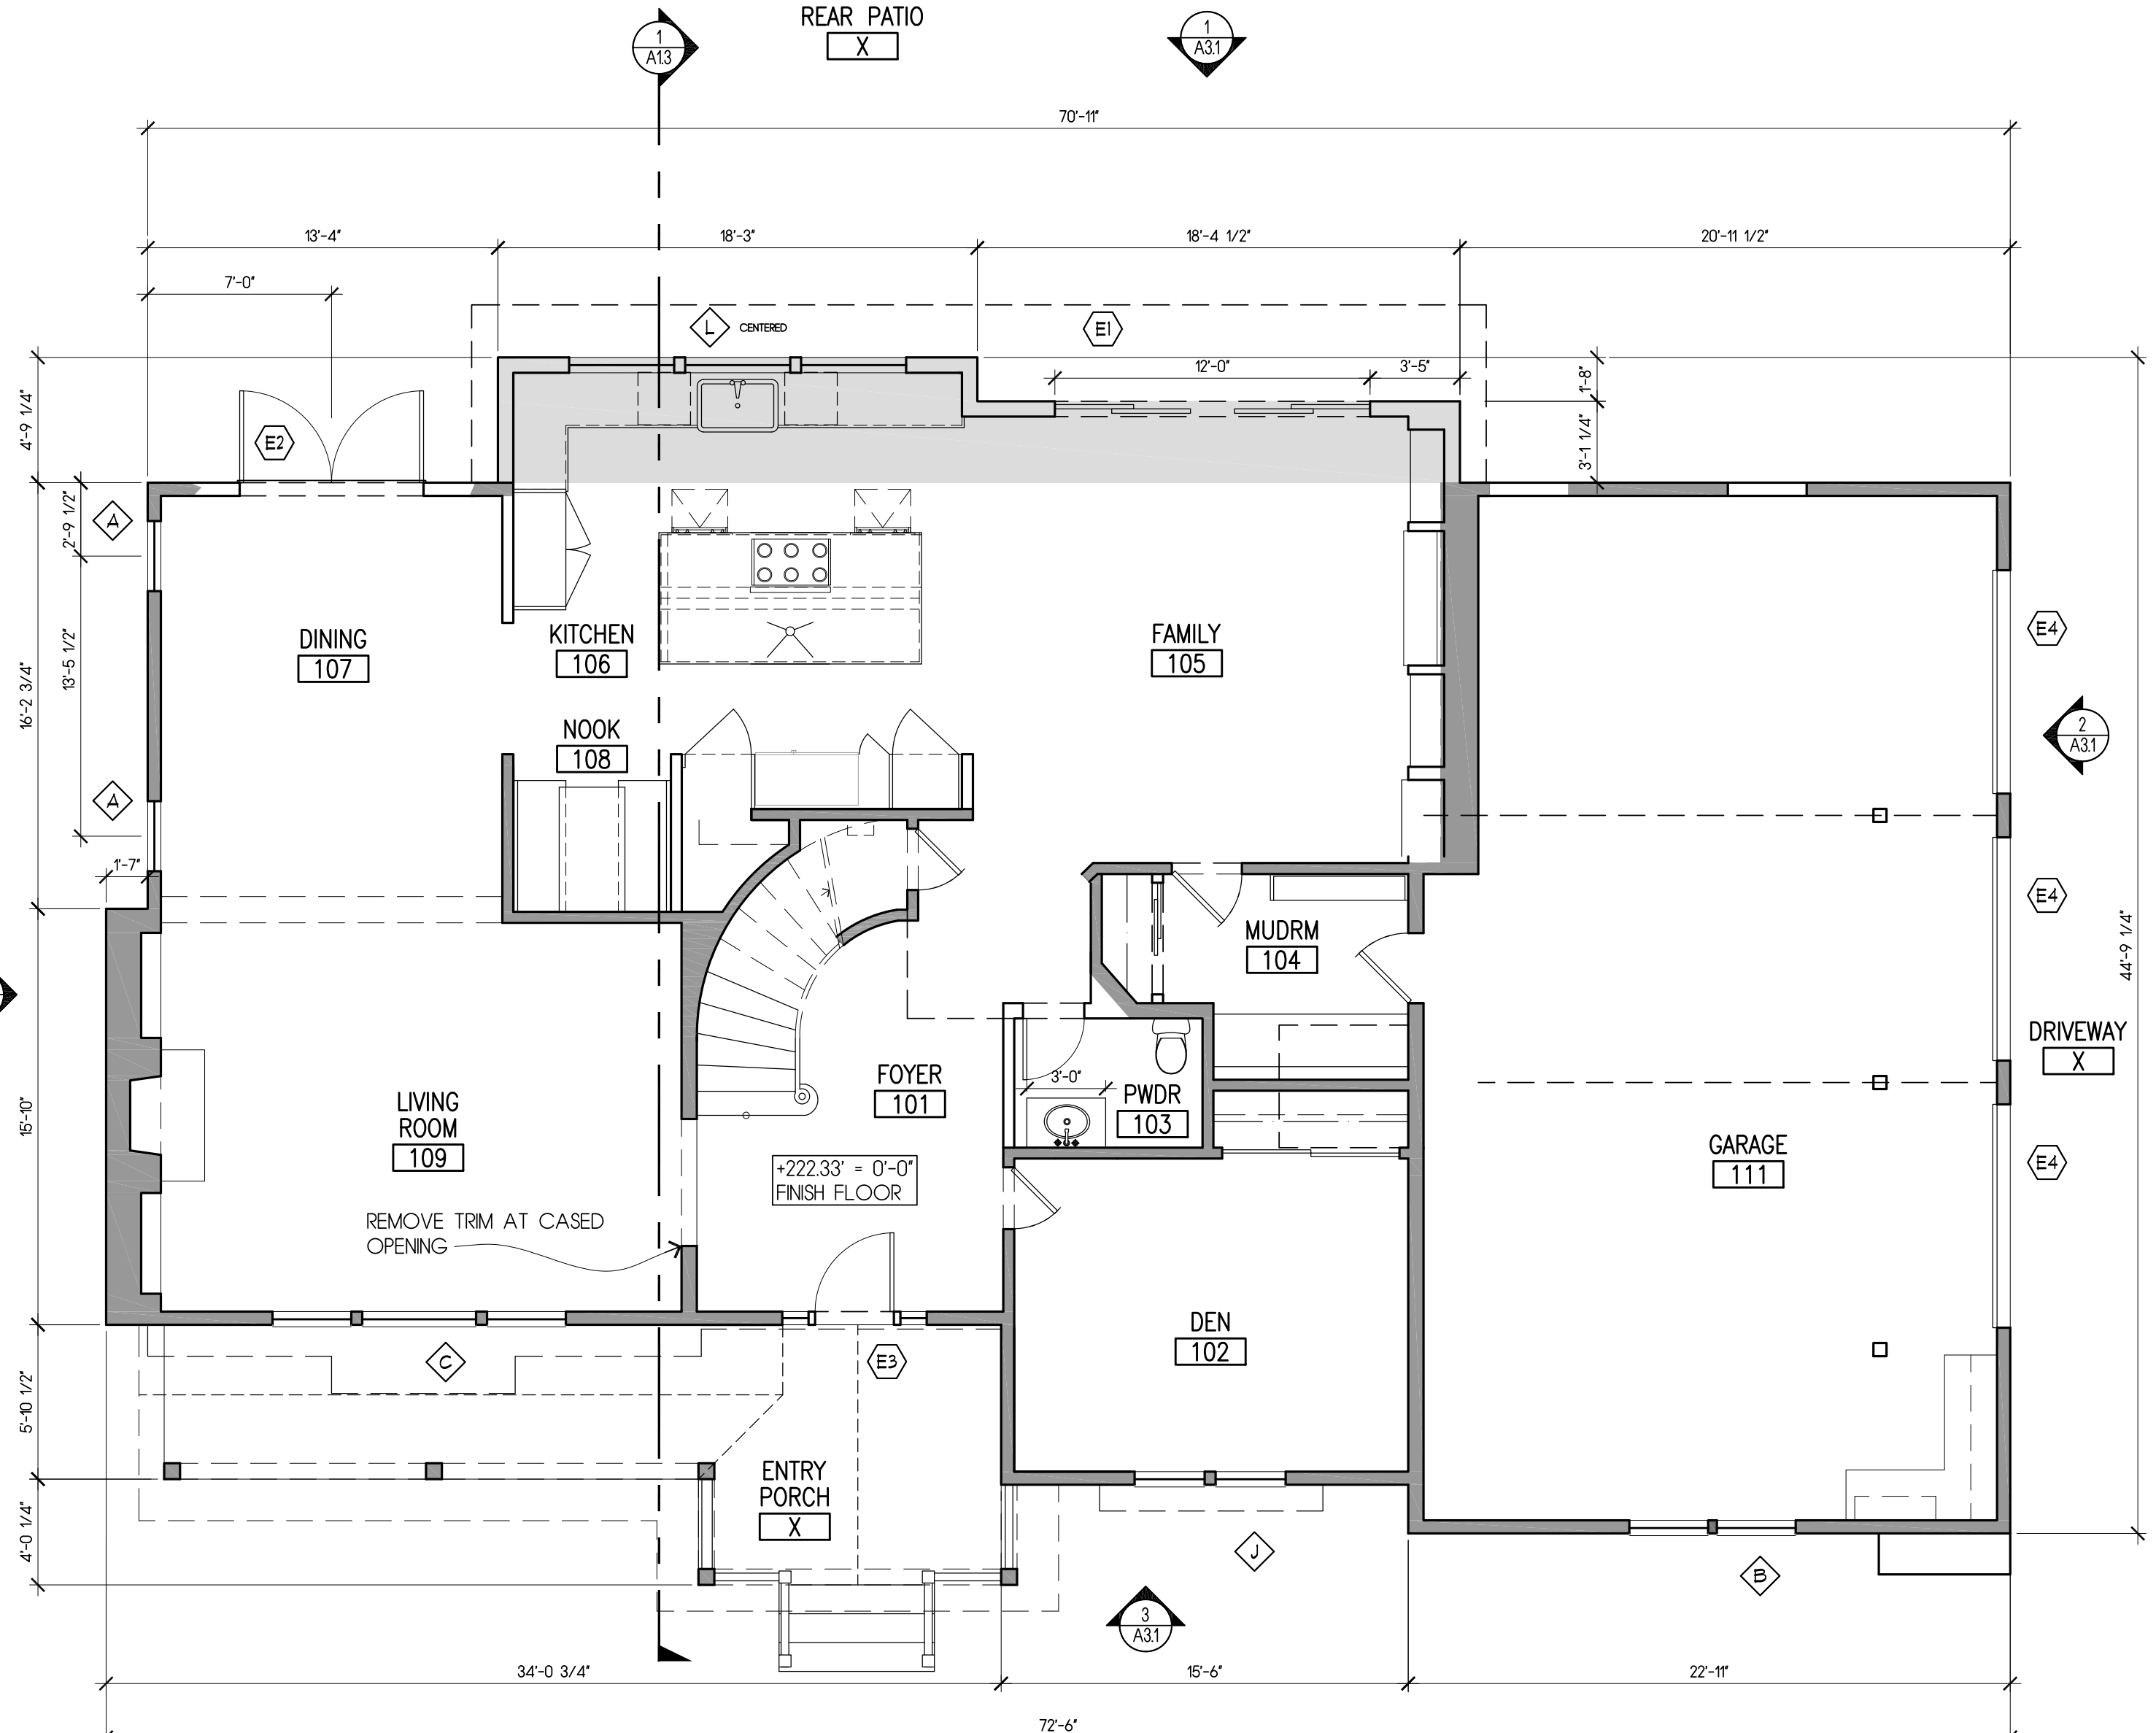 REAR PATIO
X
1
A1.3
1
A3.1
70'-11"
13'-4"
18'-3"
18'-4 1/2"
20'-11 1/2"
7'-0"
L
CENTERED
E1
12'-0"
3'-5"
1'-8"
3'-1 1/4"
4'-9 1/4"
E2
A
2'-9 1/2"
13'-5 1/2"
16'-2 3/4"
DINING
107
KITCHEN
106
FAMILY
105
E4
NOOK
108
2
A3.1
A
1'-7"
E4
MUDRM
104
44'-9 1/4"
DRIVEWAY
X
15'-10"
LIVING
ROOM
109
FOYER
101
3'-0"
PWDR
103
GARAGE
111
E4
+222.33' = 0'-0"
FINISH FLOOR
REMOVE TRIM AT CASED
OPENING
DEN
102
C
E3
5'-10 1/2"
ENTRY
PORCH
X
4'-0 1/4"
J
B
3
A3.1
34'-0 3/4"
15'-6"
22'-11"
72'-6"